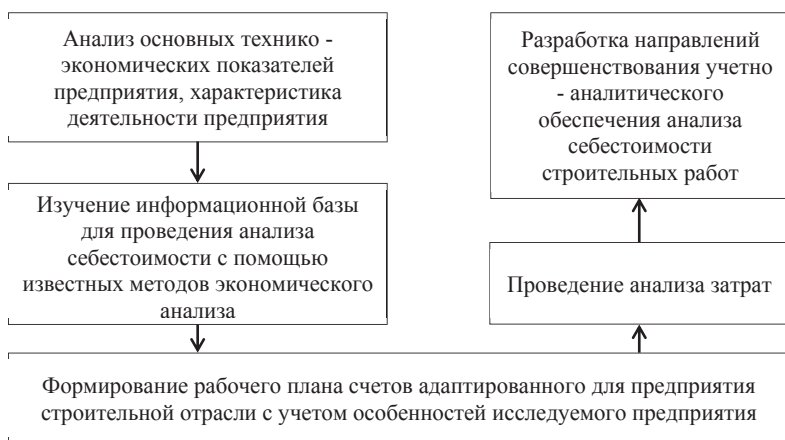 Анализ основных технико -
экономических показателей
предприятия, характеристика
деятельности предприятия
Изучение информационной базы
для проведения анализа
себестоимости с помощью
известных методов экономического
анализа
Формирование рабочего плана счетов адаптированного для предприятия
строительной отрасли с учетом особенностей исследуемого предприятия
Проведение анализа затрат
Разработка направлений
совершенствования учетно
- аналитического
обеспечения анализа
себестоимости
строительных работ